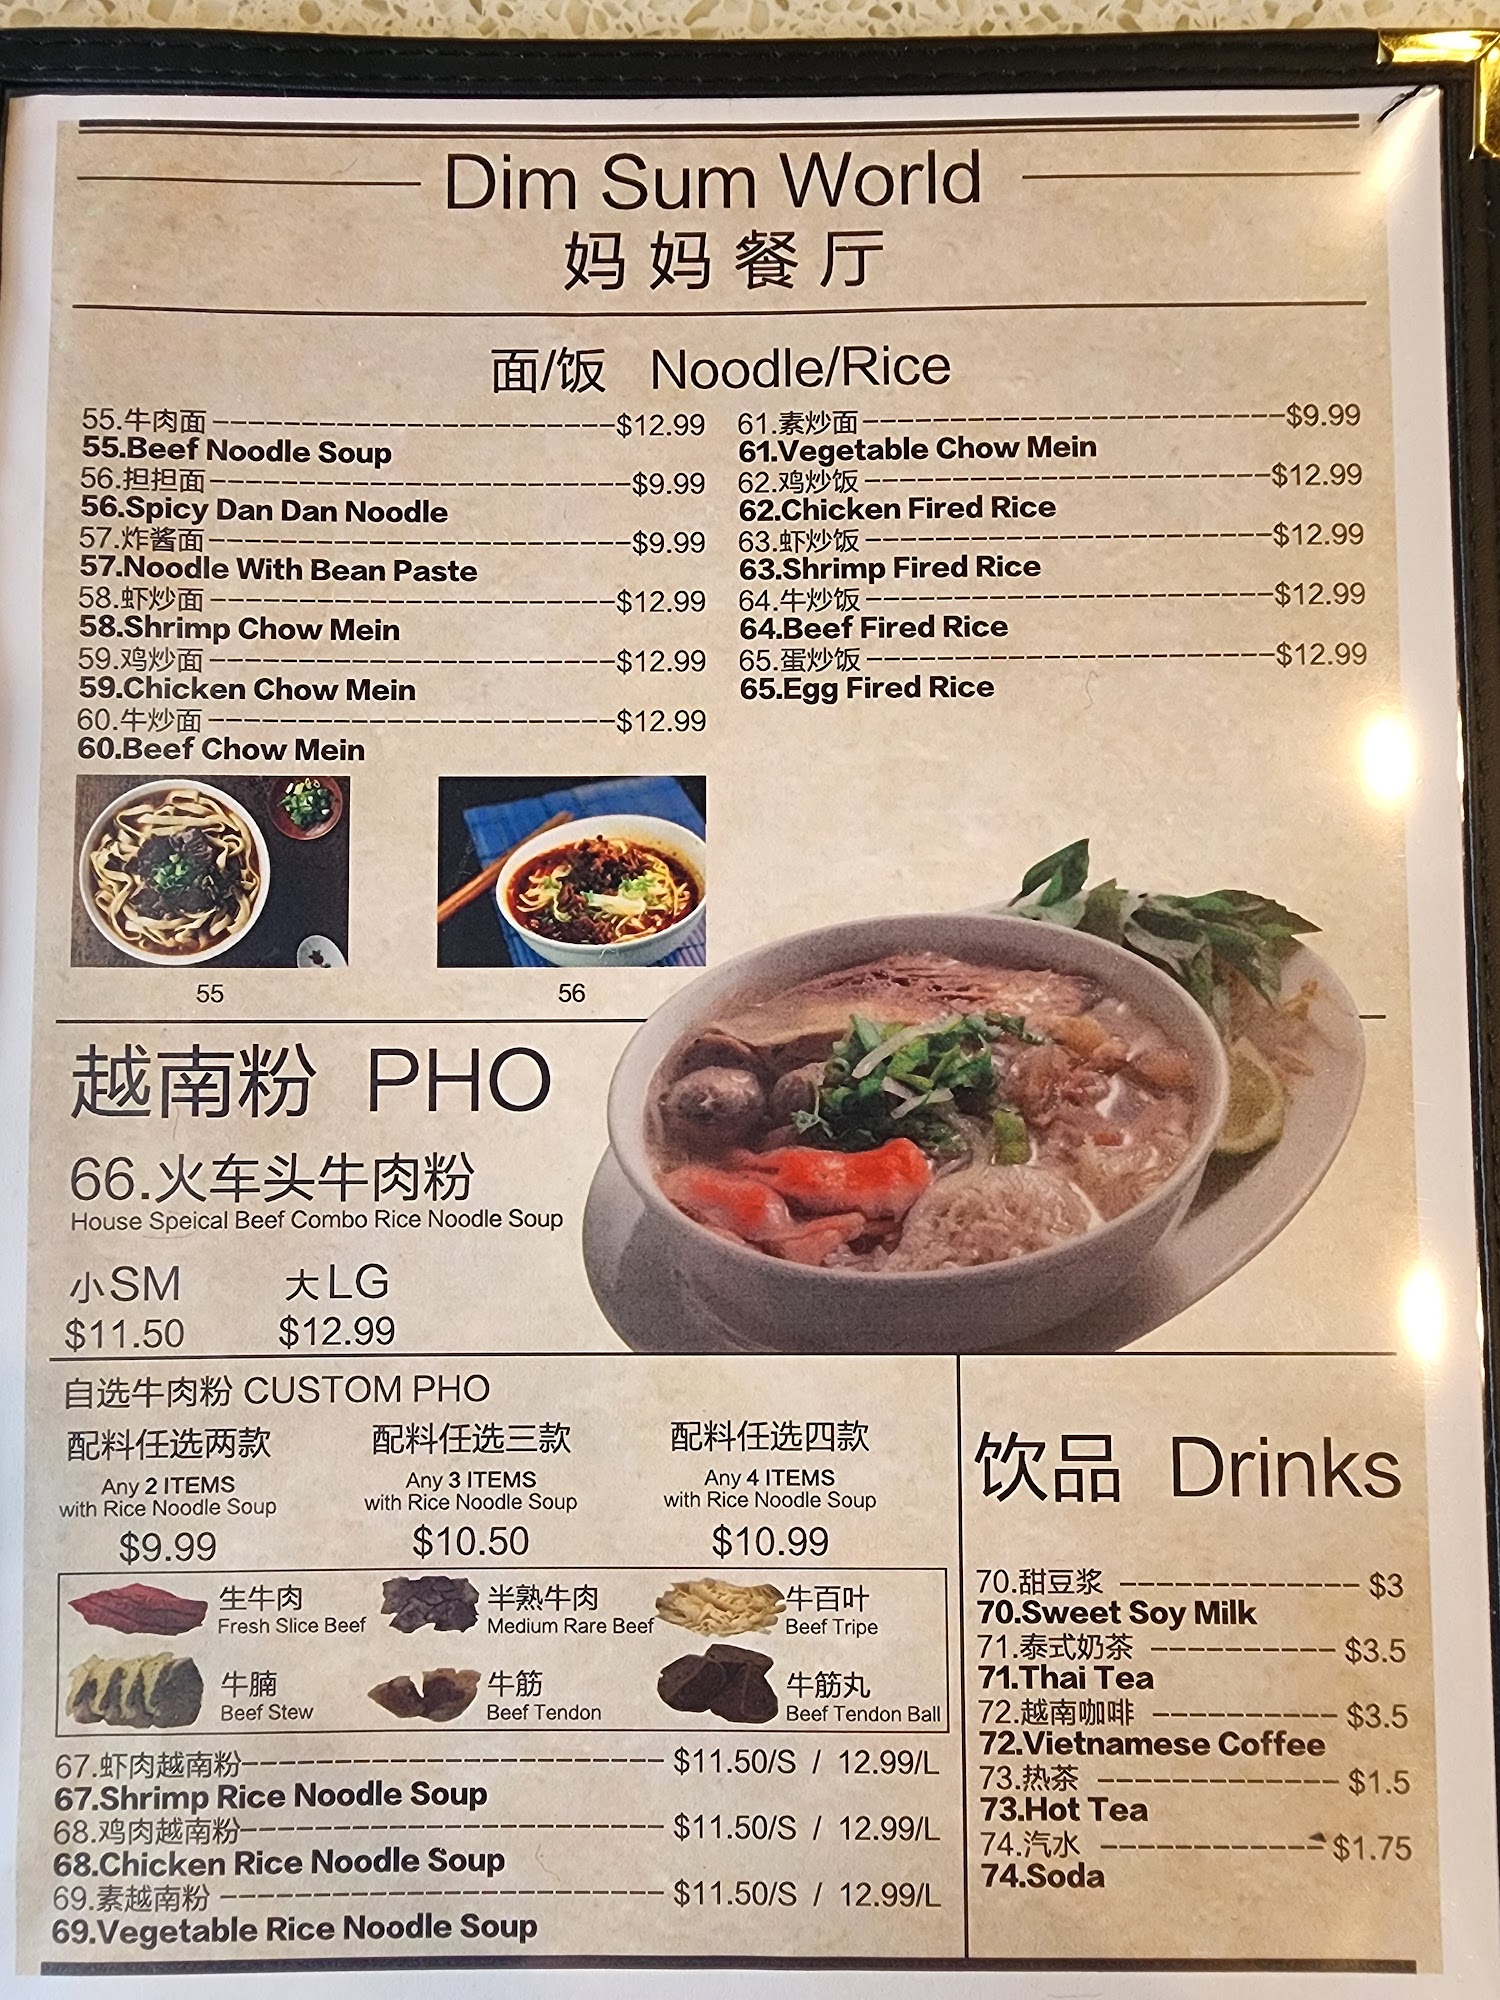 Dim Sum World
妈妈餐厅
面/饭 Noodle/Rice
55.牛肉面 $12.99
55.Beef Noodle Soup
56.担担面 $9.99
56.Spicy Dan Dan Noodle
57.炸酱面 $9.99
57.Noodle With Bean Paste
58.虾炒面 $12.99
58.Shrimp Chow Mein
59.鸡炒面 $12.99
59.Chicken Chow Mein
60.牛炒面 $12.99
60.Beef Chow Mein
61.素炒面 $9.99
61.Vegetable Chow Mein
62.鸡炒饭 $12.99
62.Chicken Fired Rice
63.虾炒饭 $12.99
63.Shrimp Fired Rice
64.牛炒饭 $12.99
64.Beef Fired Rice
65.蛋炒饭 $12.99
65.Egg Fired Rice
55 56
越南粉 PHO
66.火车头牛肉粉
House Speical Beef Combo Rice Noodle Soup
小SM 大LG
$11.50 $12.99
自选牛肉粉 CUSTOM PHO
配料任选两款
Any 2 ITEMS
with Rice Noodle Soup
$9.99
配料任选三款
Any 3 ITEMS
with Rice Noodle Soup
$10.50
配料任选四款
Any 4 ITEMS
with Rice Noodle Soup
$10.99
生牛肉
Fresh Slice Beef
半熟牛肉
Medium Rare Beef
牛百叶
Beef Tripe
牛腩
Beef Stew
牛筋
Beef Tendon
牛筋丸
Beef Tendon Ball
67.虾肉越南粉 $11.50/S / 12.99/L
67.Shrimp Rice Noodle Soup
68.鸡肉越南粉 $11.50/S / 12.99/L
68.Chicken Rice Noodle Soup
69.素越南粉 $11.50/S / 12.99/L
69.Vegetable Rice Noodle Soup
饮品 Drinks
70.甜豆浆 $3
70.Sweet Soy Milk
71.泰式奶茶 $3.5
71.Thai Tea
72.越南咖啡 $3.5
72.Vietnamese Coffee
73.热茶 $1.5
73.Hot Tea
74.汽水 $1.75
74.Soda